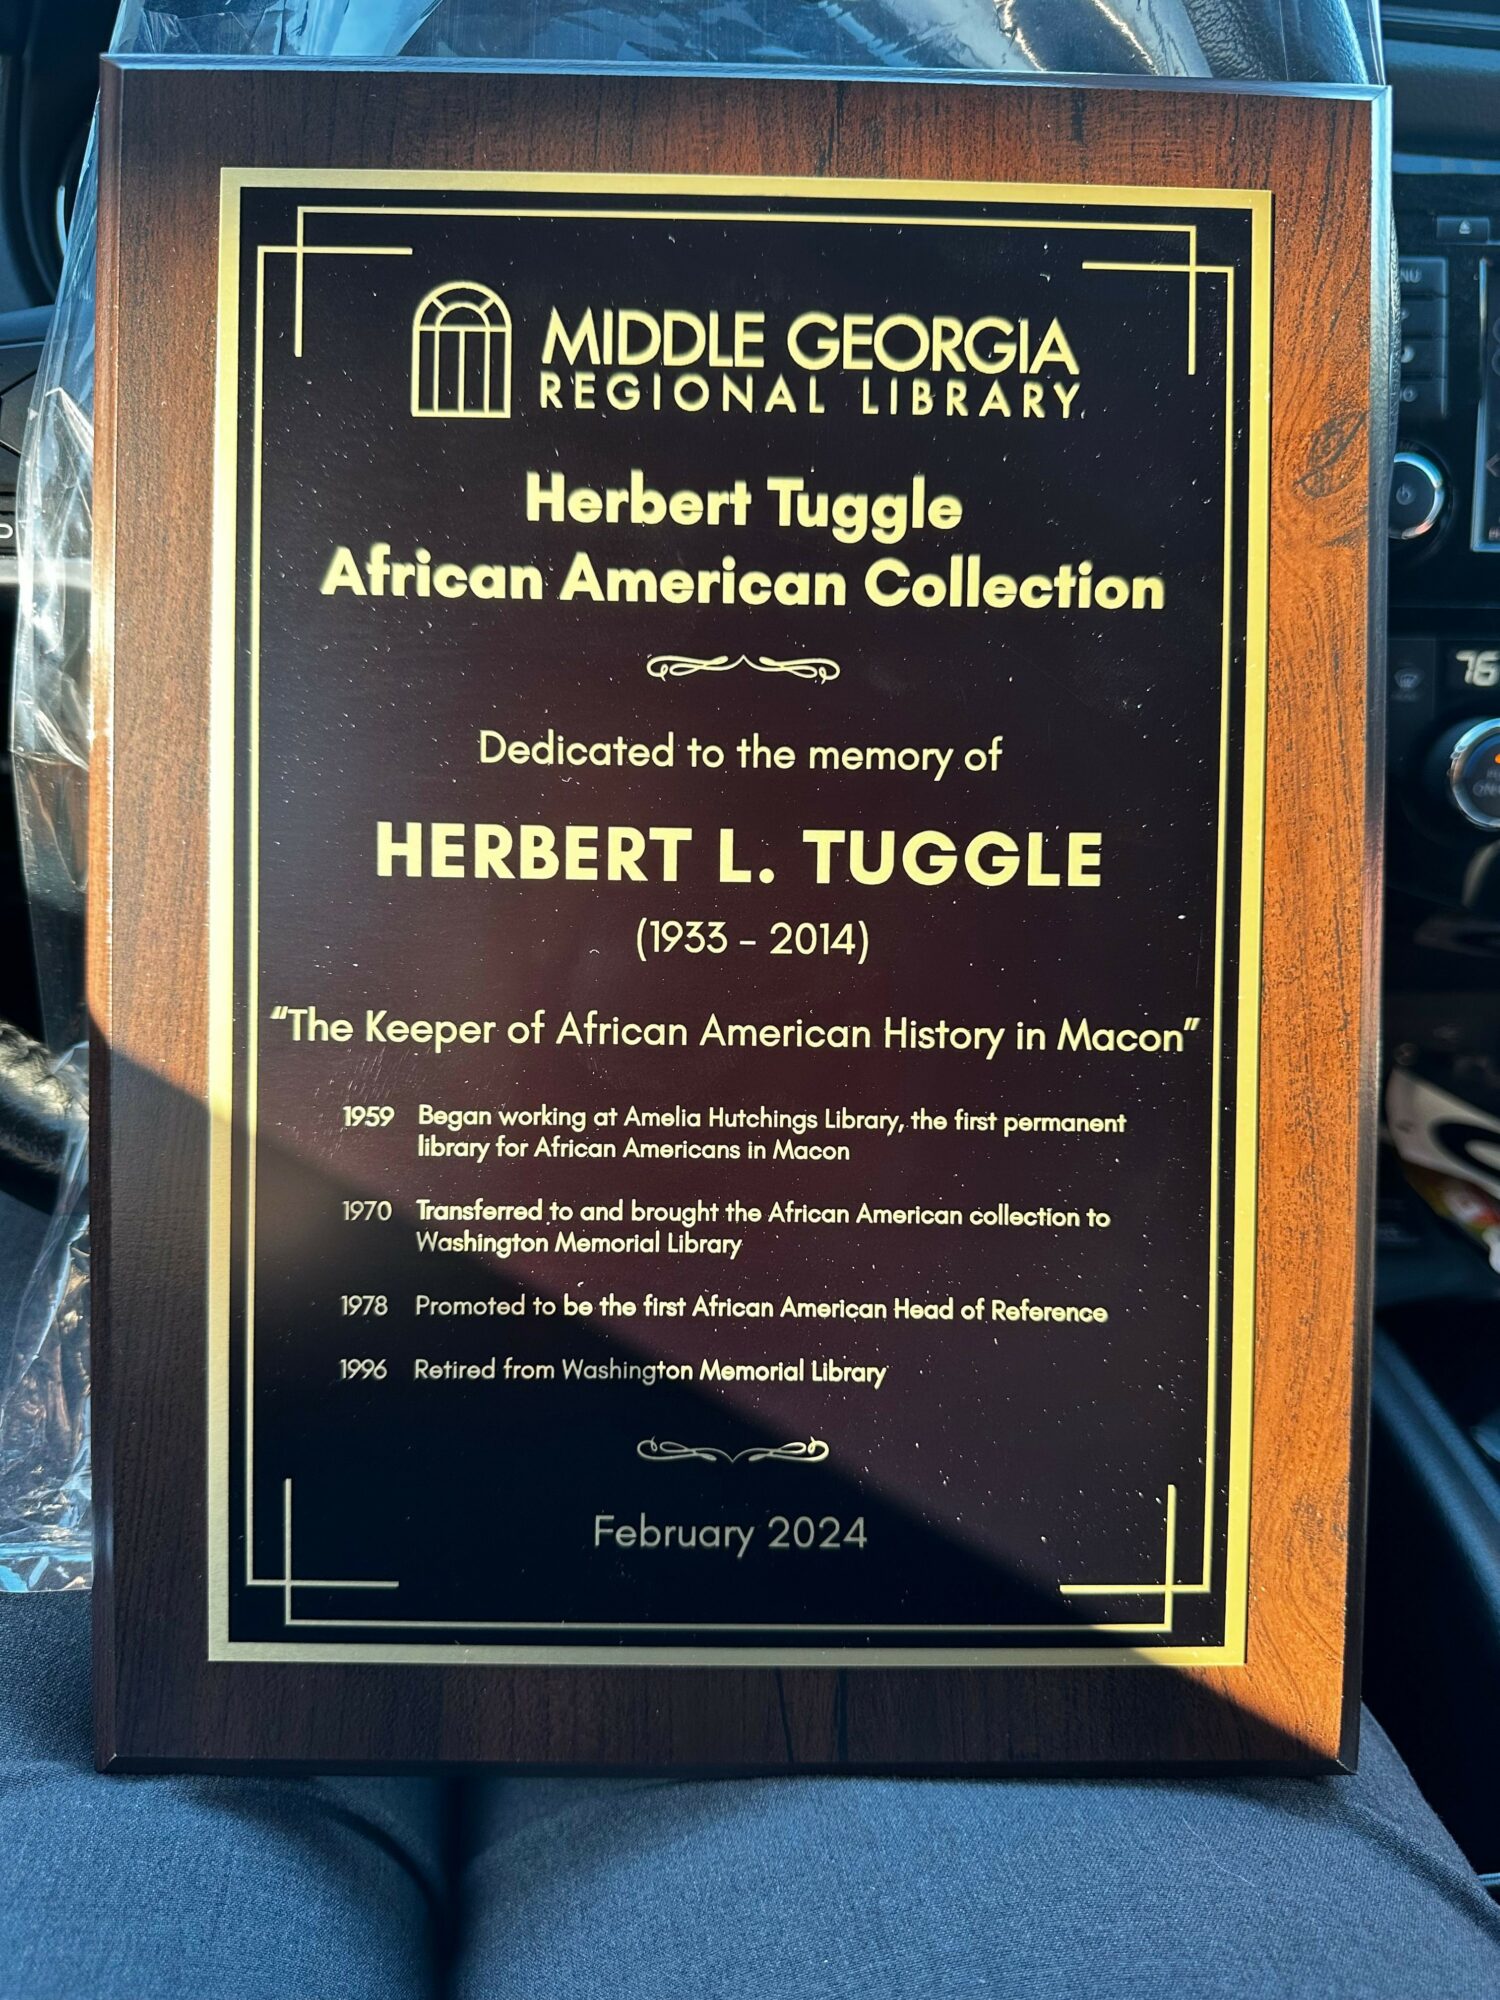 MIDDLE GEORGIA
REGIONAL LIBRARY
Herbert Tuggle
African American Collection
Dedicated to the memory of
HERBERT L. TUGGLE
(1933 - 2014)
"The Keeper of African American History in Macon"
1959 Began working at Amelia Hutchings Library, the first permanent
library for African Americans in Macon
1970 Transferred to and brought the African American collection to
Washington Memorial Library
1978 Promoted to be the first African American Head of Reference
1996 Retired from Washington Memorial Library
February 2024
76